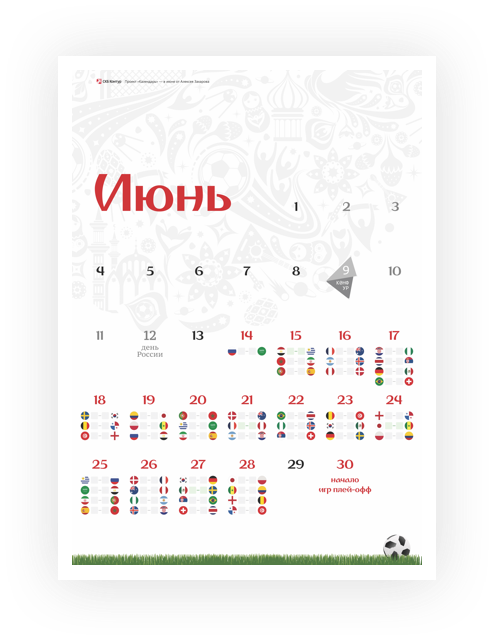 СКБ Контур Проект «Календарь» — в июне от Алексея Захарова
Июнь
1 2 3
4 5 6 7 8 9 10
канв
ур
11 12 13 14 15 16 17
день
России
18 19 20 21 22 23 24
25 26 27 28 29 30
начало
игр плей-офф